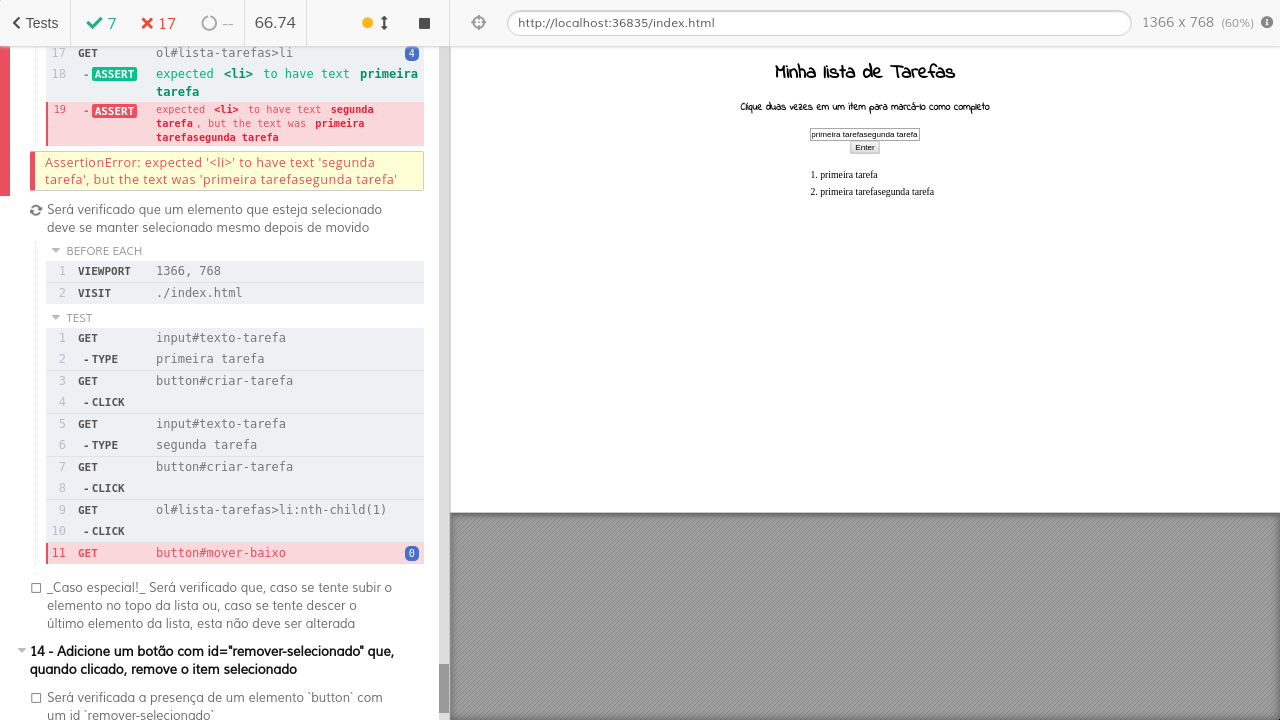 Tests
7
17
--
66.74
http://localhost:36835/index.html
1366 x 768 (60%)
17 GET ol#lista-tarefas>li 4
18 -ASSERT expected <li> to have text primeira
tarefa
19 -ASSERT expected <li> to have text segunda
tarefa, but the text was primeira
tarefasegunda tarefa
AssertionError: expected '<li>' to have text 'segunda
tarefa', but the text was 'primeira tarefasegunda tarefa'
Será verificado que um elemento que esteja selecionado
deve se manter selecionado mesmo depois de movido
BEFORE EACH
1 VIEWPORT 1366, 768
2 VISIT ./index.html
TEST
1 GET input#texto-tarefa
2 -TYPE primeira tarefa
3 GET button#criar-tarefa
4 -CLICK
5 GET input#texto-tarefa
6 -TYPE segunda tarefa
7 GET button#criar-tarefa
8 -CLICK
9 GET ol#lista-tarefas>li:nth-child(1)
10 -CLICK
11 GET button#mover-baixo 0
_Caso especial!_ Será verificado que, caso se tente subir o
elemento no topo da lista ou, caso se tente descer o
último elemento da lista, esta não deve ser alterada
14 - Adicione um botão com id="remover-selecionado" que,
quando clicado, remove o item selecionado
Será verificada a presença de um elemento `button` com
um id `remover-selecionado`
Minha lista de Tarefas
Clique duas vezes em um item para marcá-lo como completo
primeira tarefasegunda tarefa
Enter
1. primeira tarefa
2. primeira tarefasegunda tarefa